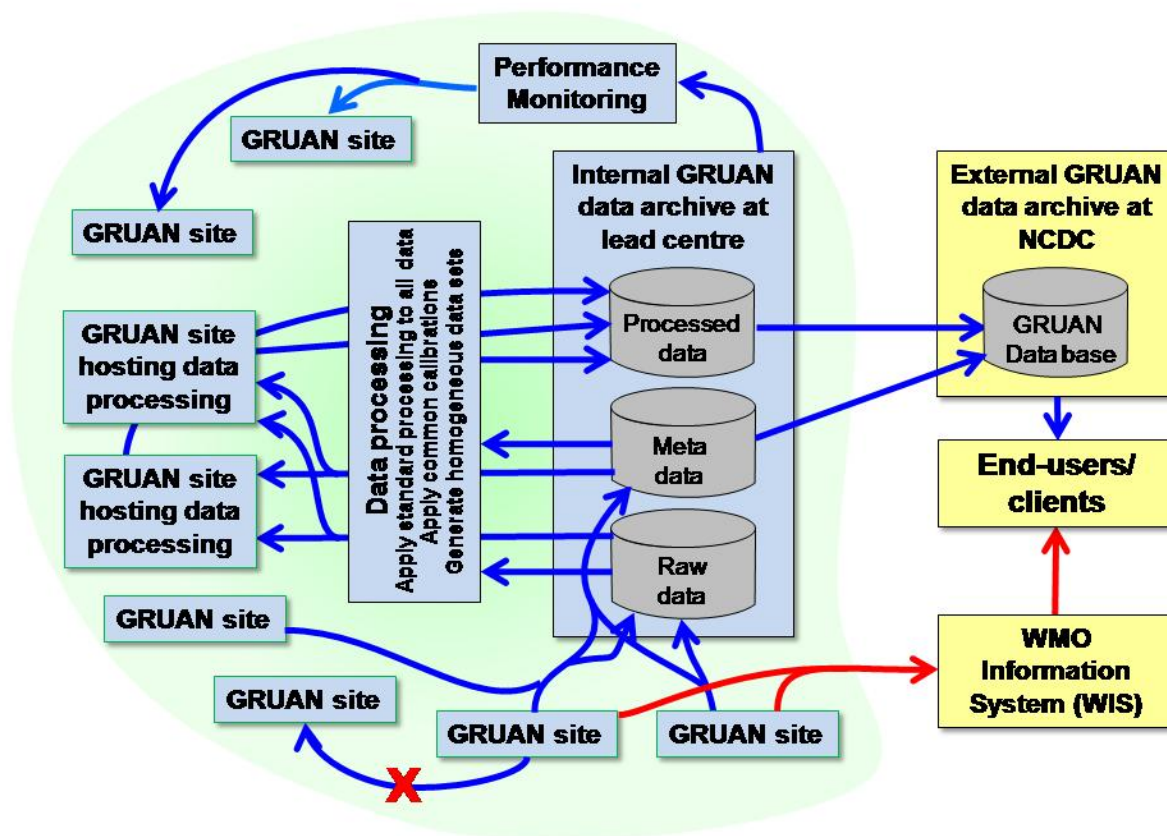 Performance
Monitoring
GRUAN site
GRUAN site
Internal GRUAN
data archive at
lead centre
External GRUAN
data archive at
NCDC
Data processing
Apply standard processing to all data
Apply common calibrations
Generate homogeneous data sets
Processed
data
GRUAN
Database
GRUAN site
hosting data
processing
Meta
data
End-users/
clients
GRUAN site
hosting data
processing
Raw
data
GRUAN site
WMO
Information
System (WIS)
GRUAN site
GRUAN site
GRUAN site
X